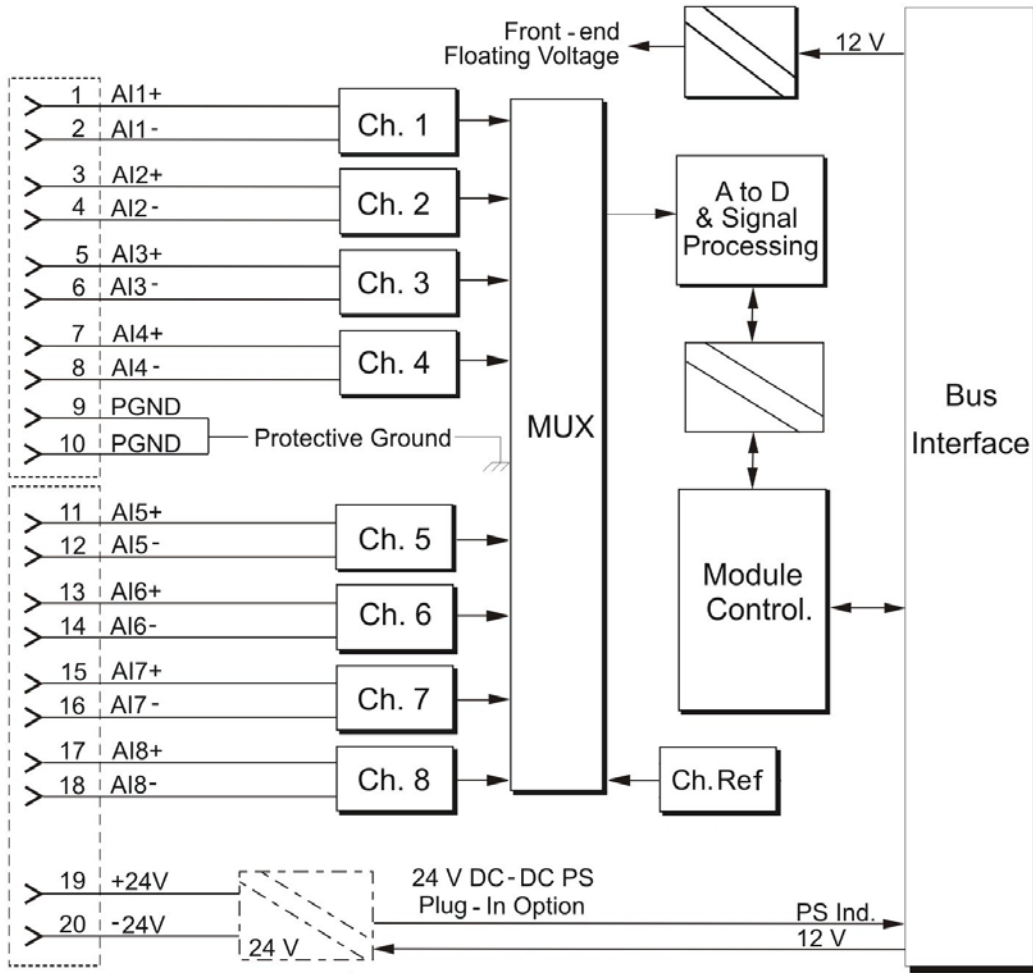 Front - end
Floating Voltage
12 V
1 AI1+
2 AI1-
Ch. 1
3 AI2+
4 AI2-
Ch. 2
5 AI3+
6 AI3-
Ch. 3
7 AI4+
8 AI4-
Ch. 4
9 PGND
10 PGND
Protective Ground
MUX
A to D
& Signal
Processing
Bus
Interface
11 AI5+
12 AI5-
Ch. 5
13 AI6+
14 AI6-
Ch. 6
15 AI7+
16 AI7-
Ch. 7
17 AI8+
18 AI8-
Ch. 8
Module
Control.
Ch. Ref
19 +24V
20 -24V
24 V
24 V DC - DC PS
Plug - In Option
PS Ind.
12 V